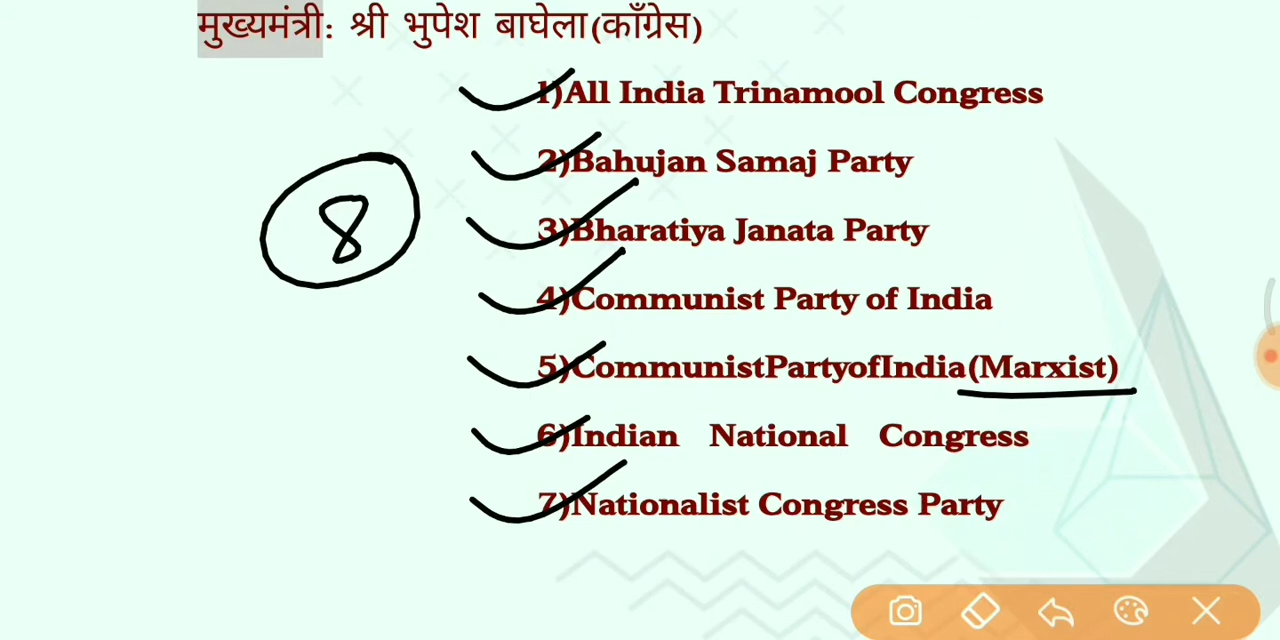 मुख्यमंत्री: श्री भुपेश बाघेला(काँग्रेस)
1)All India Trinamool Congress
2)Bahujan Samaj Party
3)Bharatiya Janata Party
8
4)Communist Party of India
5)CommunistPartyofIndia(Marxist)
6)Indian National Congress
7)Nationalist Congress Party